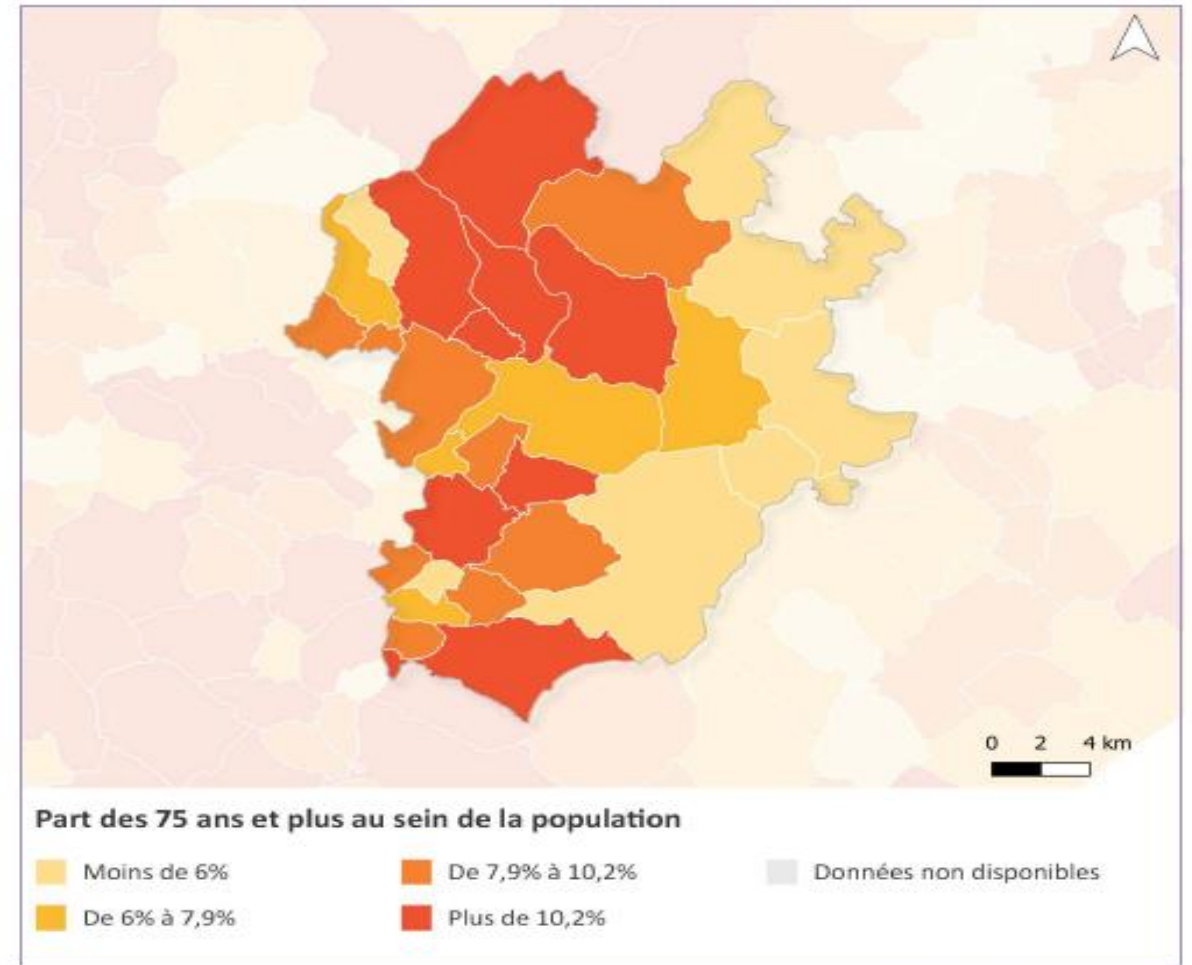 0 2 4 km
Part des 75 ans et plus au sein de la population
Moins de 6%
De 6% à 7,9%
De 7,9% à 10,2%
Plus de 10,2%
Données non disponibles